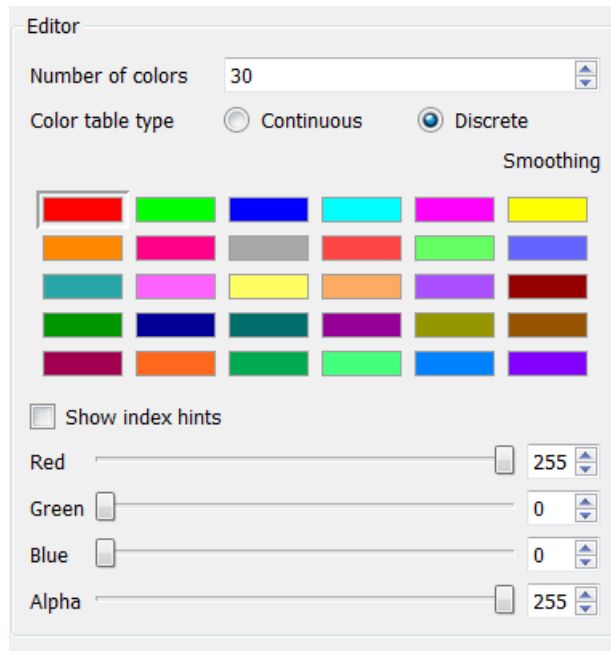 Editor
Number of colors 30
Color table type Continuous Discrete
Smoothing
Show index hints
Red 255
Green 0
Blue 0
Alpha 255